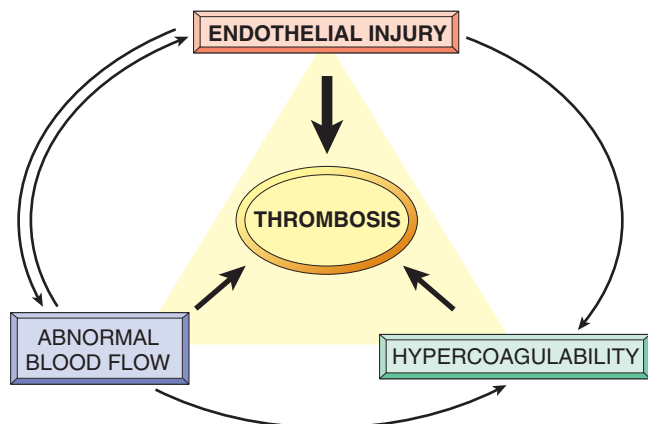 ENDOTHELIAL INJURY
THROMBOSIS
ABNORMAL
BLOOD FLOW
HYPERCOAGULABILITY